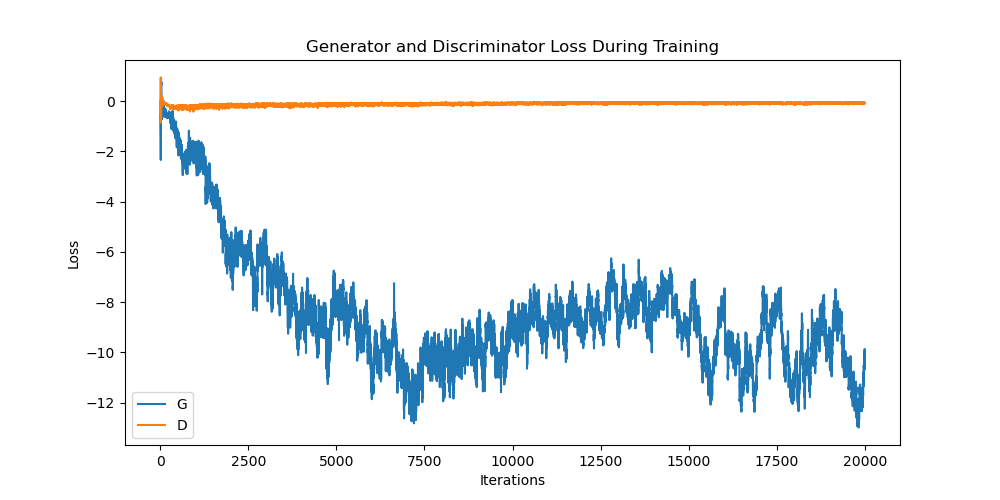 Generator and Discriminator Loss During Training
Loss
0
−2
−4
−6
−8
−10
−12
G
D
0 2500 5000 7500 10000 12500 15000 17500 20000
Iterations